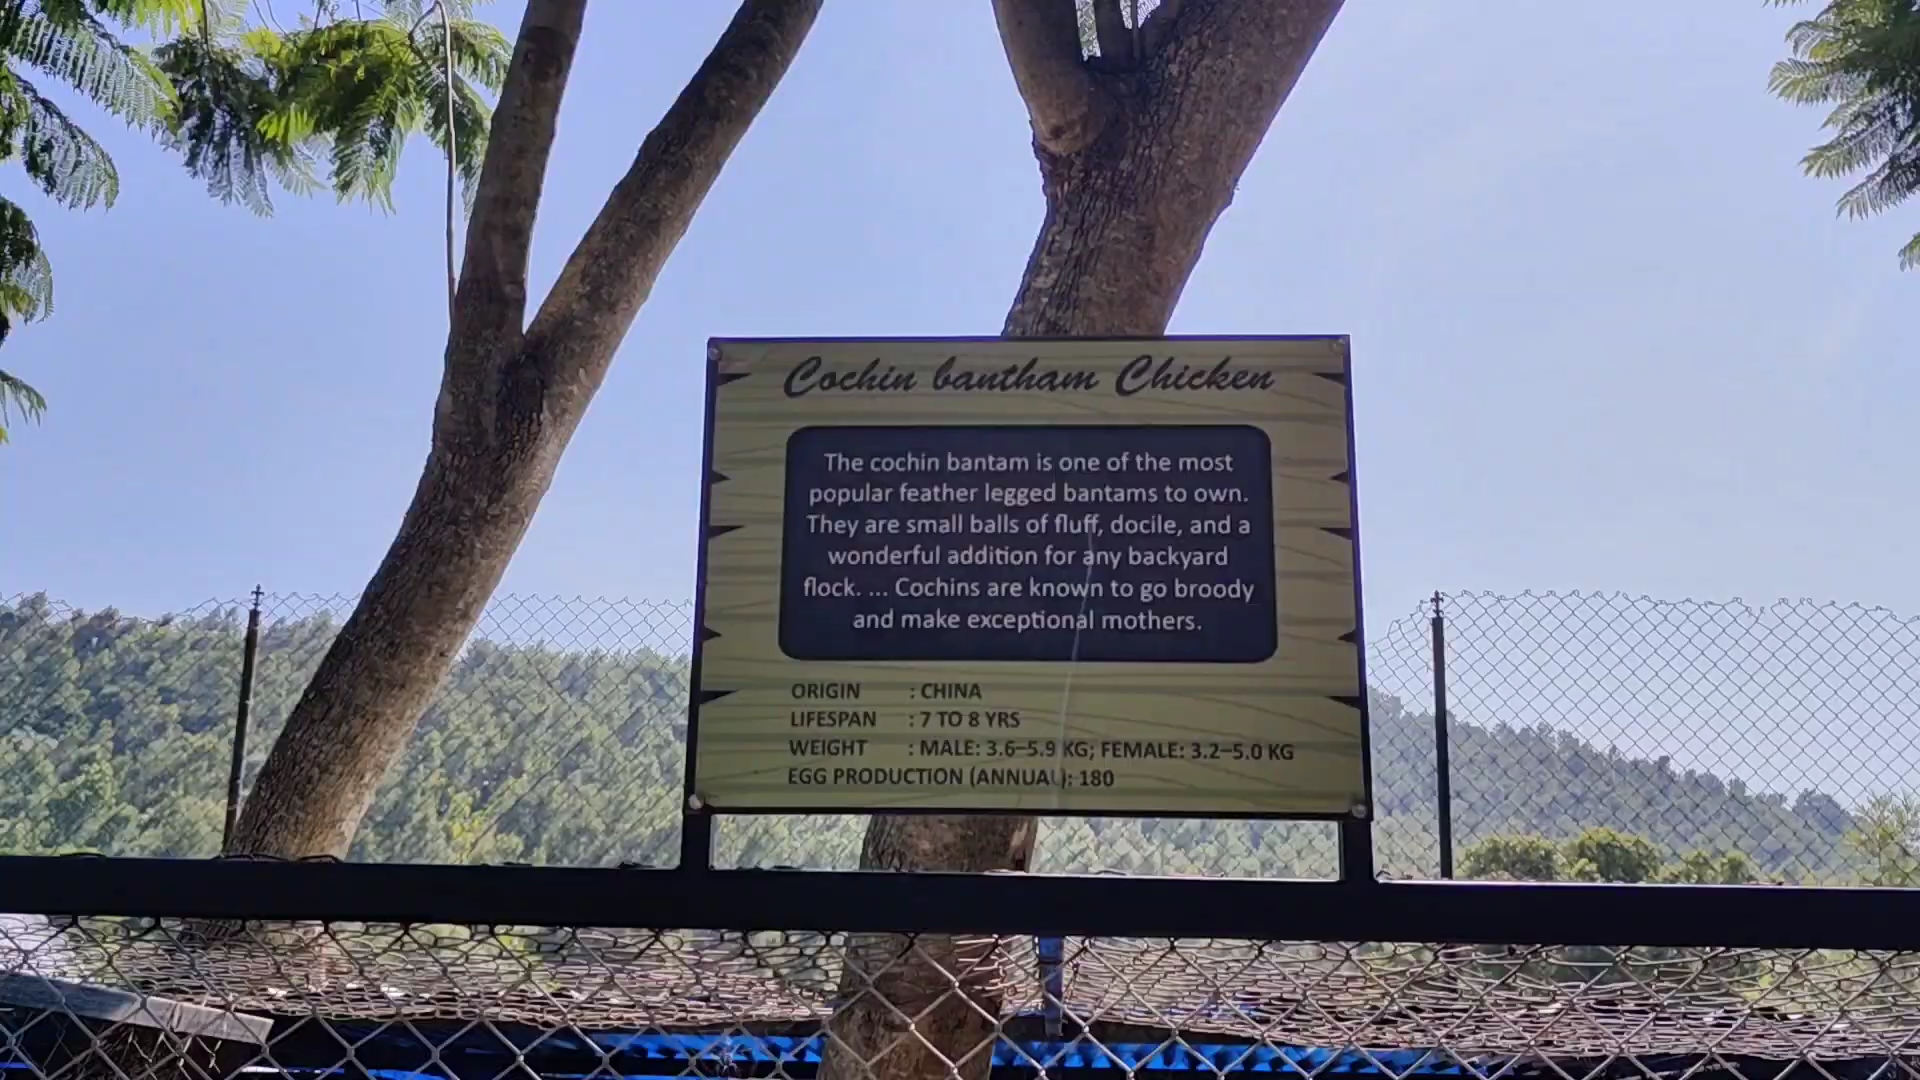 Cochin bantham Chicken
The cochin bantam is one of the most
popular feather legged bantams to own.
They are small balls of fluff, docile, and a
wonderful addition for any backyard
flock. ... Cochins are known to go broody
and make exceptional mothers.
ORIGIN : CHINA
LIFESPAN : 7 TO 8 YRS
WEIGHT : MALE: 3.6–5.9 KG; FEMALE: 3.2–5.0 KG
EGG PRODUCTION (ANNUAL): 180